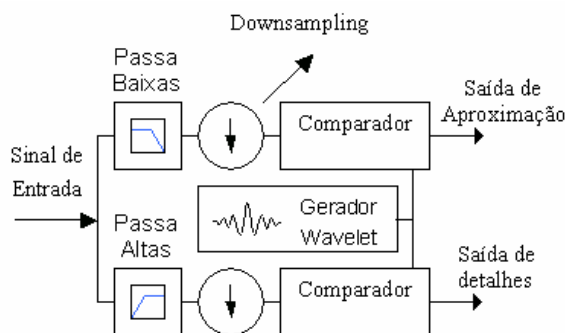 Downsampling
Passa
Baixas
Comparador
Saída de
Aproximação
Sinal de
Entrada
Gerador
Wavelet
Passa
Altas
Comparador
Saída de
detalhes